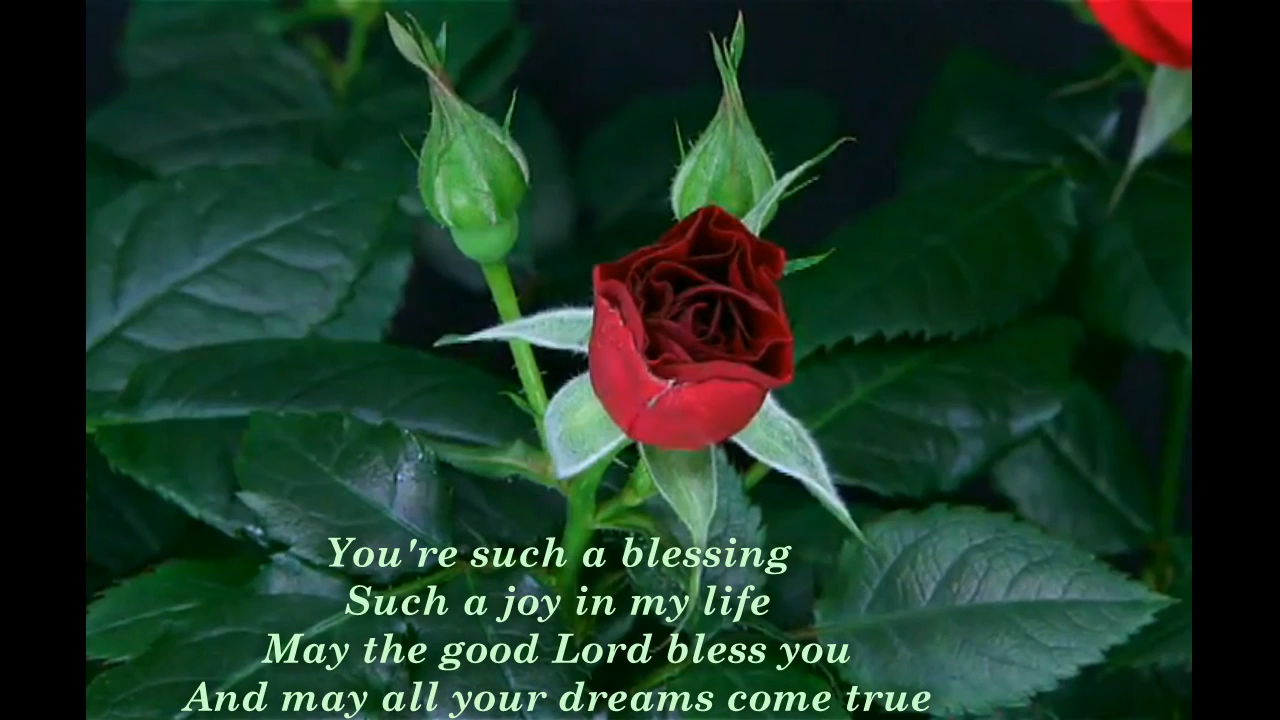 You're such a blessing
Such a joy in my life
May the good Lord bless you
And may all your dreams come true